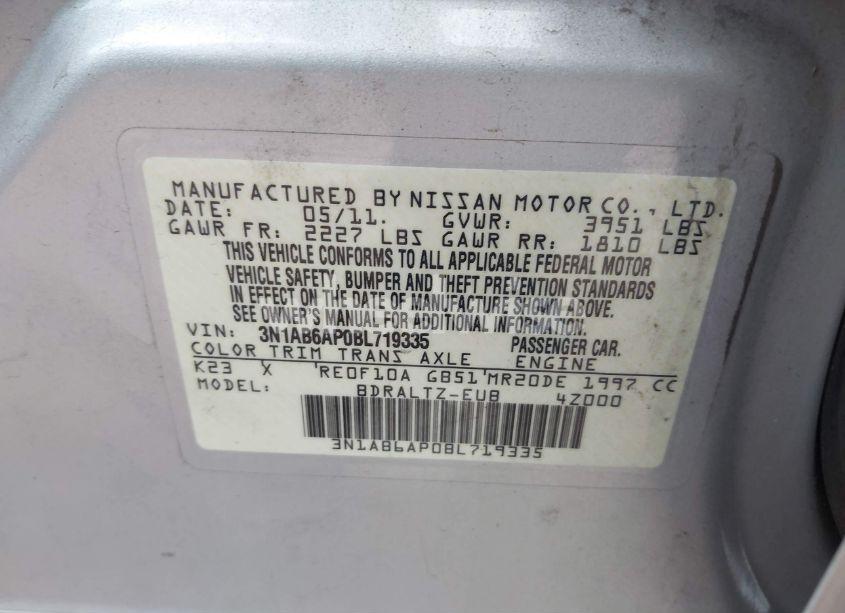 MANUFACTURED BY NISSAN MOTOR CO., LTD.
DATE: 05/11. GVWR: 3951 LBS
GAWR FR: 2227 LBS GAWR RR: 1810 LBS
THIS VEHICLE CONFORMS TO ALL APPLICABLE FEDERAL MOTOR
VEHICLE SAFETY, BUMPER AND THEFT PREVENTION STANDARDS
IN EFFECT ON THE DATE OF MANUFACTURE SHOWN ABOVE.
SEE OWNER'S MANUAL FOR ADDITIONAL INFORMATION
VIN: 3N1AB6AP0BL719335 PASSENGER CAR.
COLOR TRIM TRANS AXLE ENGINE
K23 X 'RE0F10A GB51'MR20DE 1997 CC
MODEL: BDRALTZ-EUB 4Z000
3N1AB6AP0BL719335